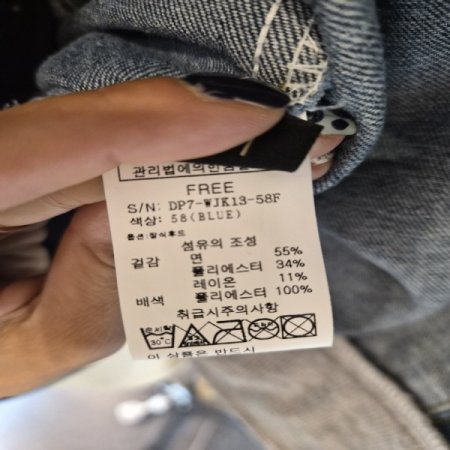 관리법에의한
FREE
S/N: DP7-WJK13-58F
색상: 58(BLUE)
섬유의 조성
겉감 면 55%
폴리에스터 34%
레이온 11%
배색 폴리에스터 100%
취급시주의사항
30℃
이 상품은 반드시